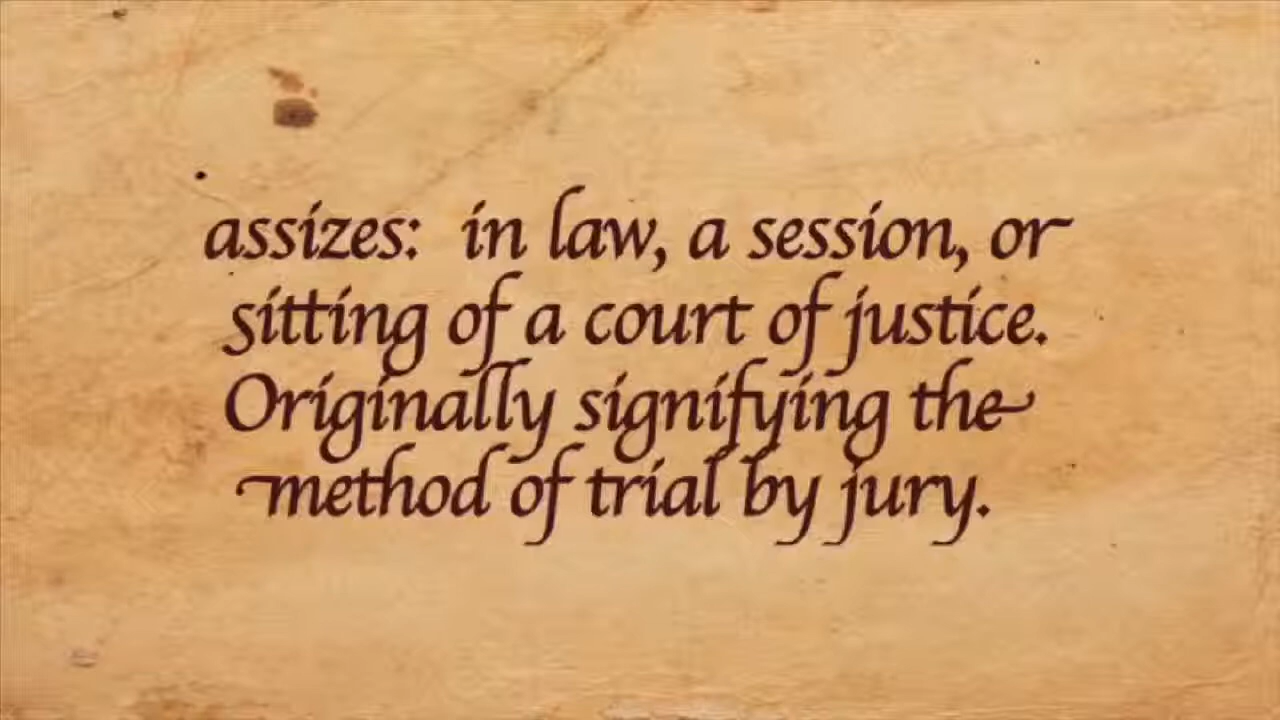 assizes: in law, a session, or
sitting of a court of justice.
Originally signifying the
method of trial by jury.